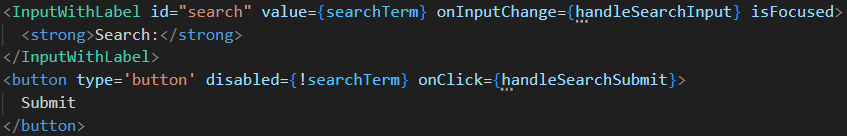 <InputWithLabel id="search" value={searchTerm} onInputChange={handleSearchInput} isFocused>
  <strong>Search:</strong>
</InputWithLabel>
<button type='button' disabled={!searchTerm} onClick={handleSearchSubmit}>
  Submit
</button>